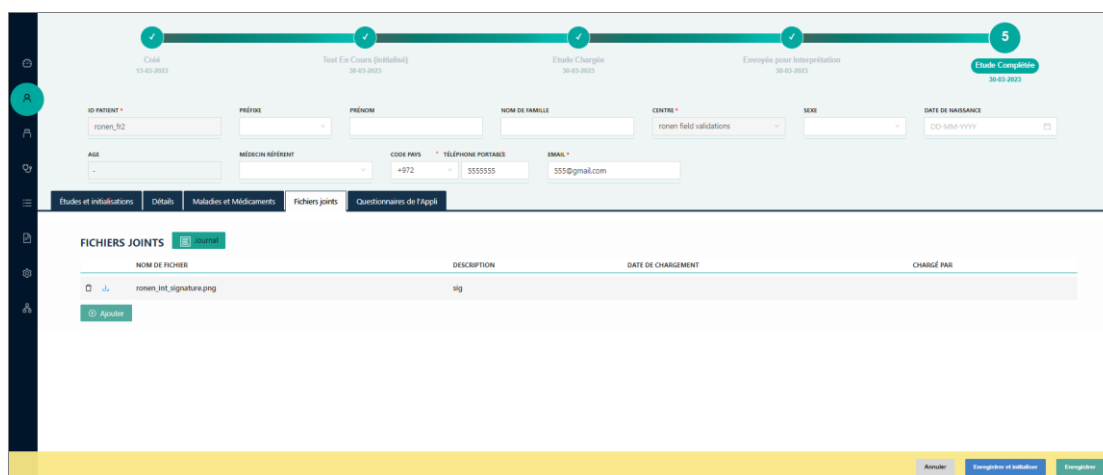 ✓ ✓ ✓ ✓ 5
Créé Text En Cours (initialisé) Etude Chargée Envoyée pour Interprétation Etude Complétée
13-03-2023 30-03-2023 30-03-2023 30-03-2023 30-03-2023
ID PATIENT * PRÉFIXE PRÉNOM NOM DE FAMILLE CENTRE * SEXE DATE DE NAISSANCE
ronen_fr2 ronen field validations DD-MM-YYYY
AGE MÉDECIN RÉFÉRENT CODE PAYS * TÉLÉPHONE PORTABLE EMAIL *
- +972 5555555 555@gmail.com
Études et initialisations Détails Maladies et Médicaments Fichiers joints Questionnaires de l'Appli
FICHIERS JOINTS Journal
NOM DE FICHIER DESCRIPTION DATE DE CHARGEMENT CHARGÉ PAR
ronen_int_signature.png sig
Ajouter
Annuler Enregistrer et initialiser Enregistrer